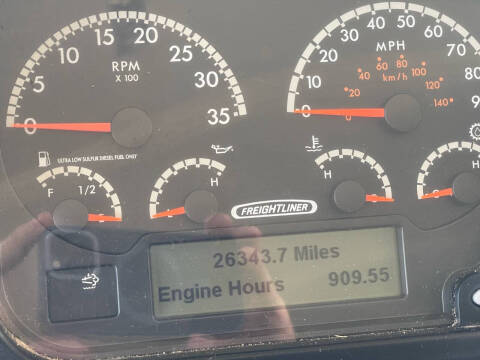 0 5 10 15 20 25 30 35
RPM
X 100
0 10 20 30 40 50 60 70 80 9
MPH
0 20 40 60 80 100 120 140
km/h
ULTRA LOW SULFUR DIESEL FUEL ONLY
F 1/2
H
H
H
FREIGHTLINER
26343.7 Miles
Engine Hours 909.55